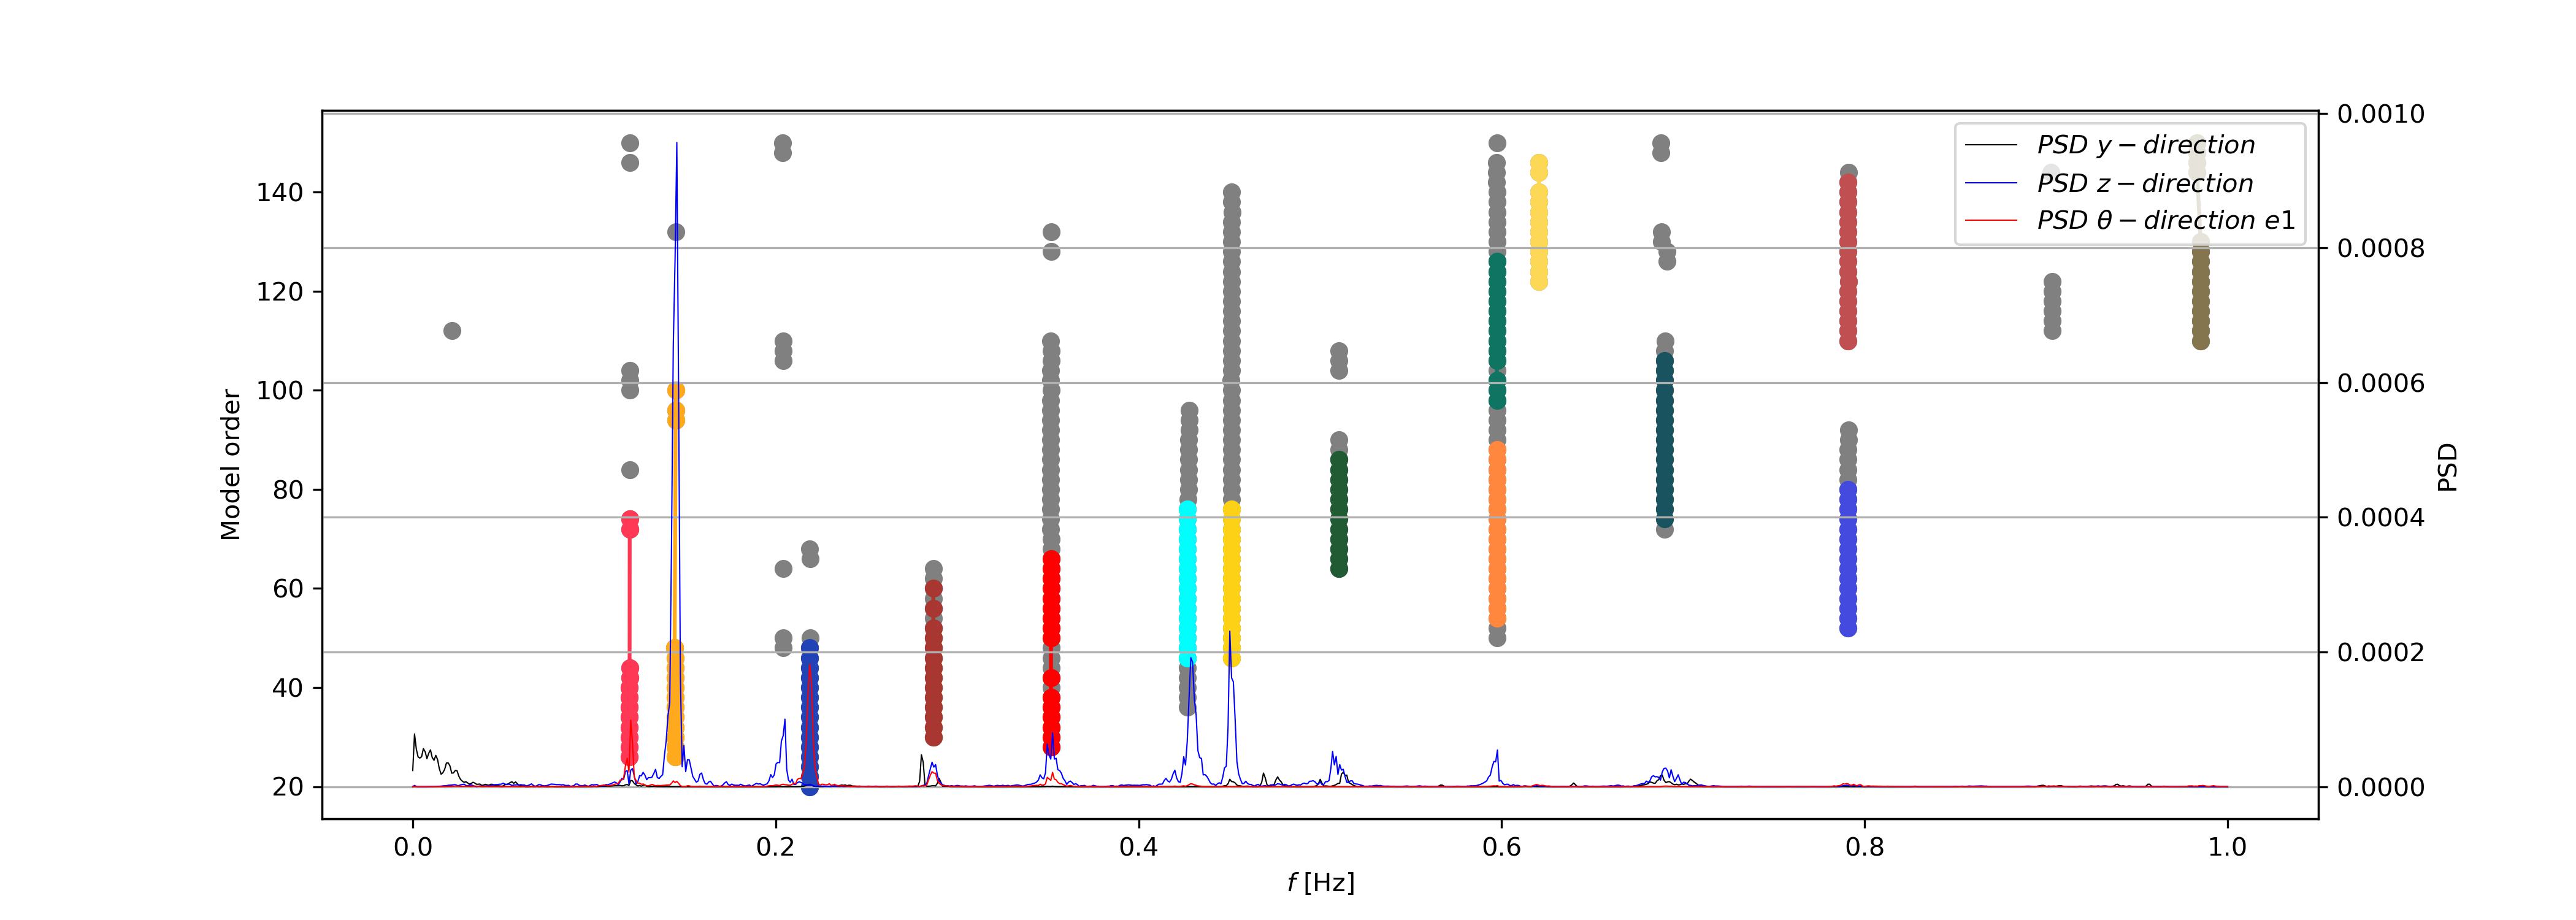 PSD y − direction
PSD z − direction
PSD θ − direction e1
Model order
140
120
100
80
60
40
20
0.0010
0.0008
0.0006
0.0004
0.0002
0.0000
PSD
0.0 0.2 0.4 0.6 0.8 1.0
f [Hz]